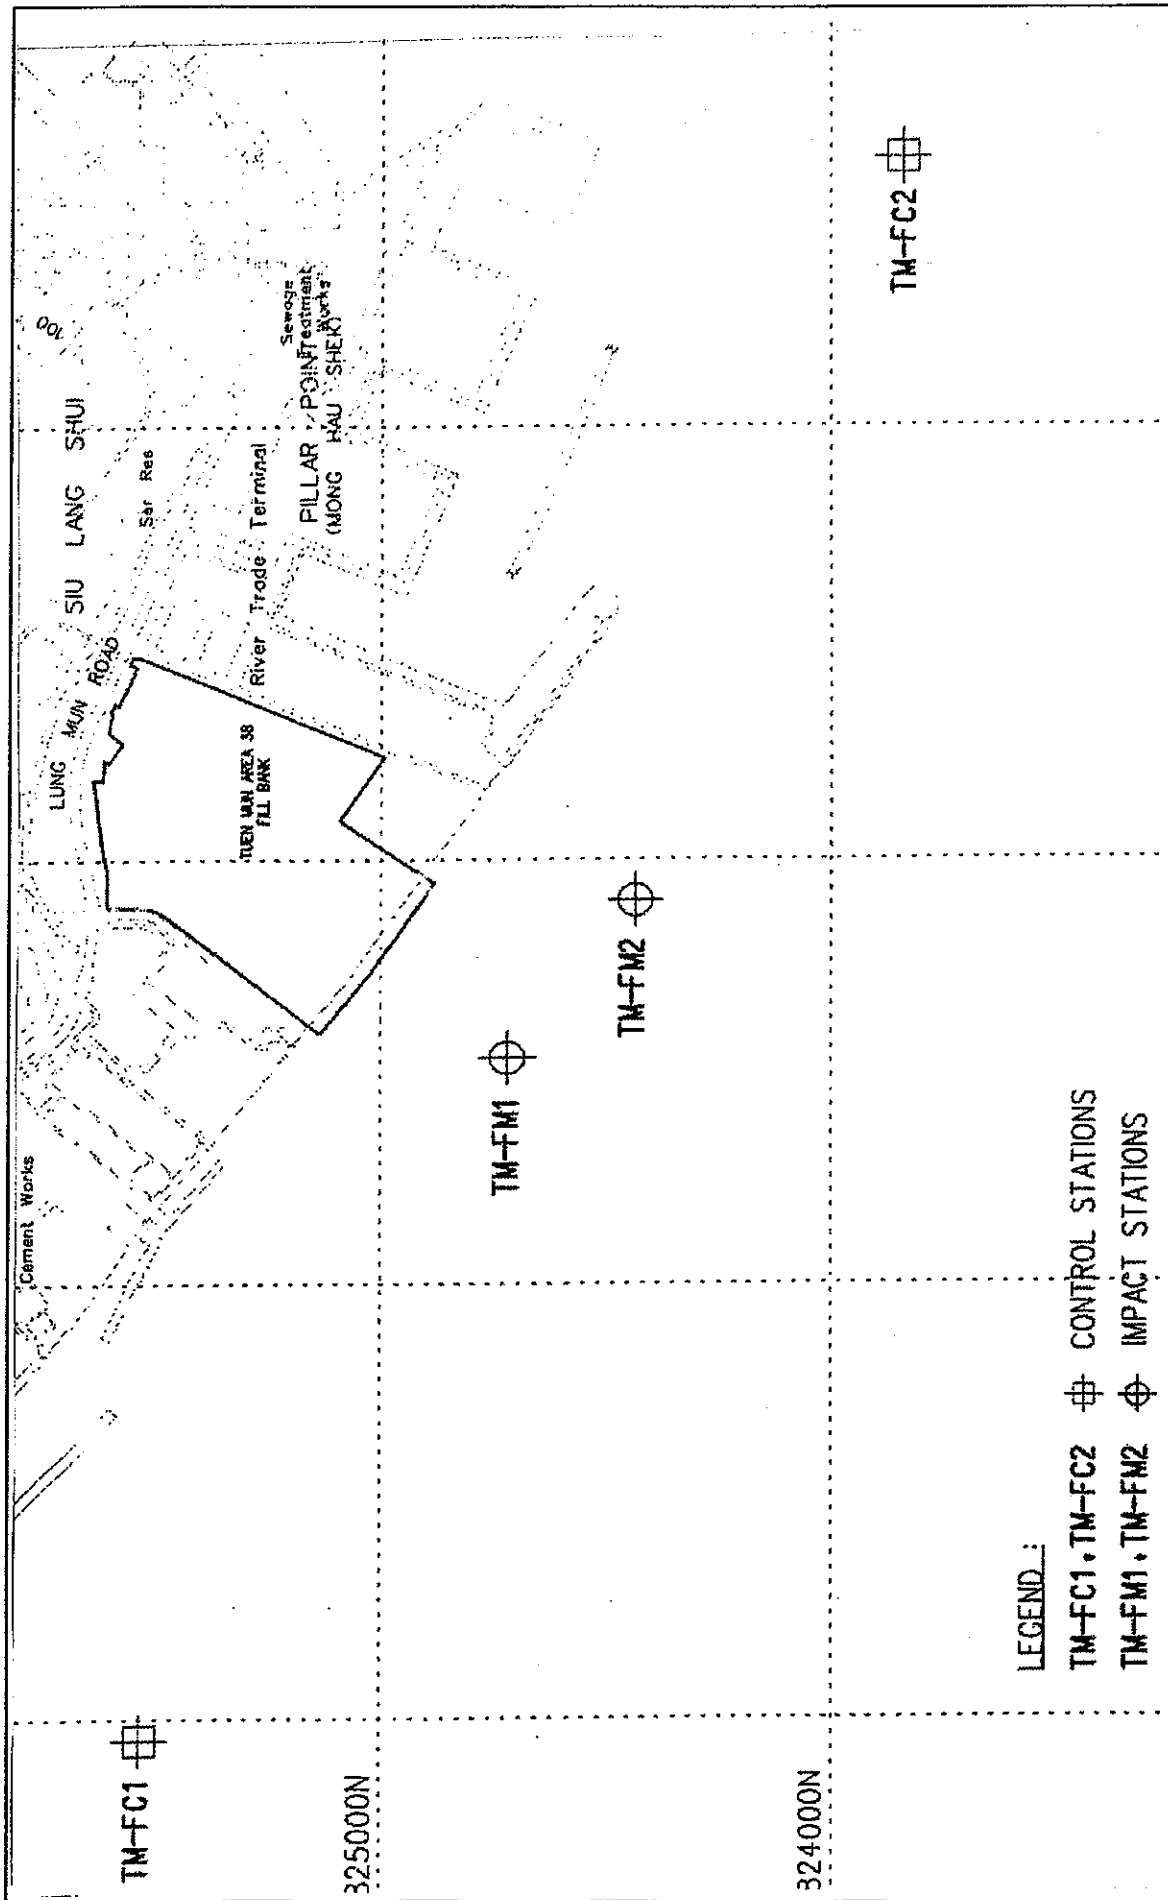 100
SIU LANG SHUI
Ser Res
LUNG MUN ROAD
Sewage
Treatment
Works
PILLAR POINT
(MONG HAU SHEK)
River Trade Terminal
TUEN MUN AREA 38
FILL BANK
Cement Works
TM-FC1
TM-FM1
TM-FM2
TM-FC2
325000N
324000N
LEGEND :
TM-FC1,TM-FC2 CONTROL STATIONS
TM-FM1,TM-FM2 IMPACT STATIONS